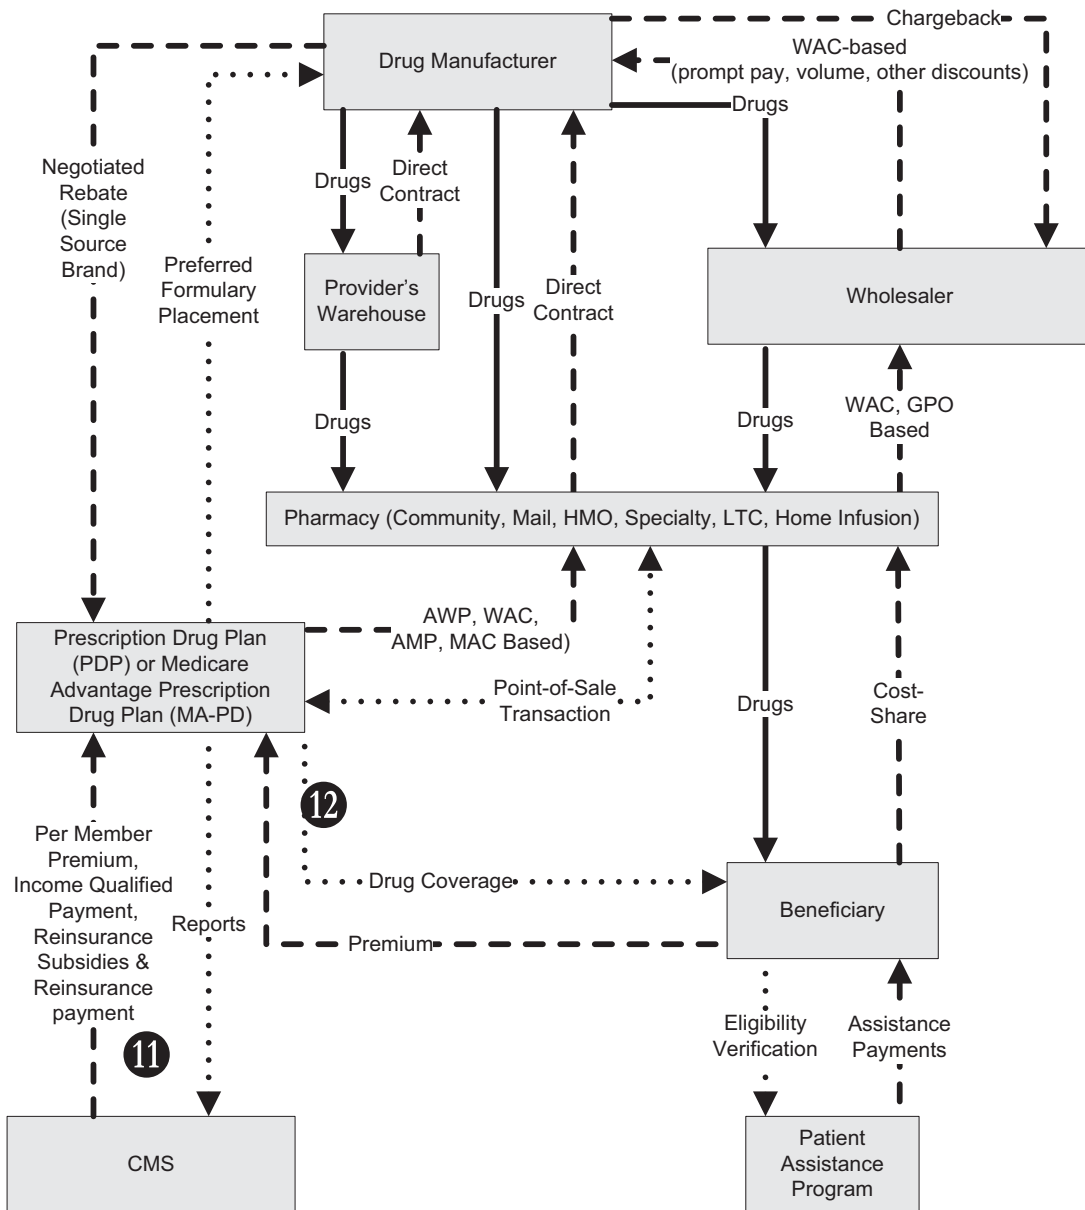 Chargeback
Drug Manufacturer
WAC-based
(prompt pay, volume, other discounts)
Drugs
Negotiated
Rebate
(Single
Source
Brand)
Drugs
Direct
Contract
Preferred
Formulary
Placement
Provider's
Warehouse
Drugs
Direct
Contract
Wholesaler
Drugs
Drugs
WAC, GPO
Based
Pharmacy (Community, Mail, HMO, Specialty, LTC, Home Infusion)
AWP, WAC,
AMP, MAC Based)
Prescription Drug Plan
(PDP) or Medicare
Advantage Prescription
Drug Plan (MA-PD)
Point-of-Sale
Transaction
Drugs
Cost-
Share
12
Per Member
Premium,
Income Qualified
Payment,
Reinsurance
Subsidies &
Reinsurance
payment
Reports
Drug Coverage
Beneficiary
Premium
11
Eligibility
Verification
Assistance
Payments
CMS
Patient
Assistance
Program